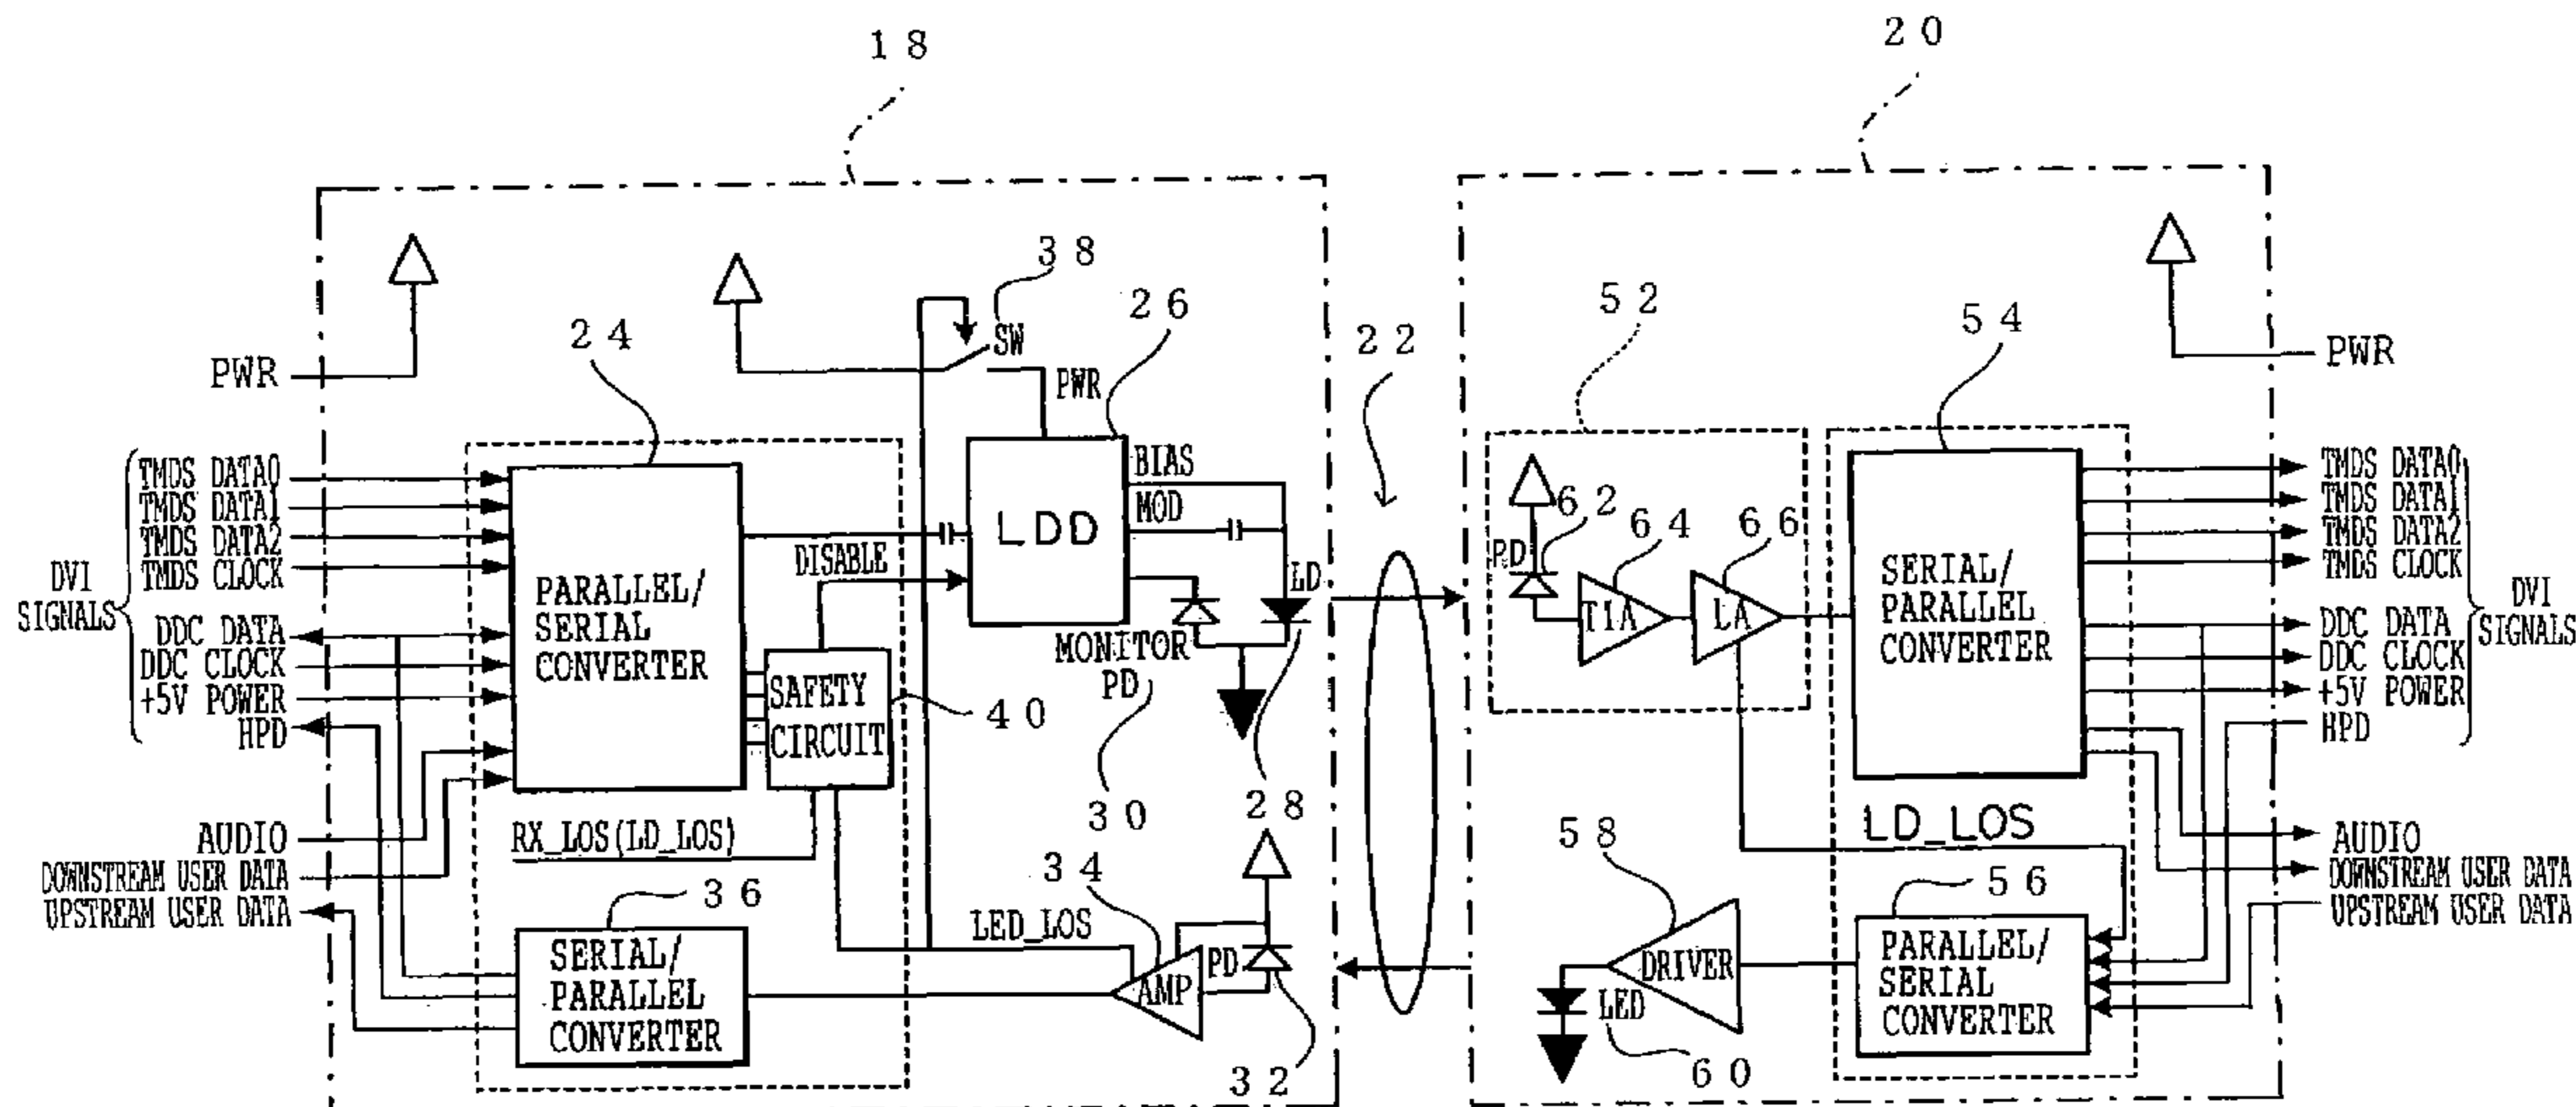 18
20
38
SW
26
52
54
24
22
PWR
PWR
PWR
BIAS
MOD
LDD
DISABLE
LD
MONITOR
PD
30
28
62
64
66
PD
TIA
LA
DVI
SIGNALS
TMDS DATA0
TMDS DATA1
TMDS DATA2
TMDS CLOCK
DDC DATA
DDC CLOCK
+5V POWER
HPD
AUDIO
DOWNSTREAM USER DATA
UPSTREAM USER DATA
PARALLEL/
SERIAL
CONVERTER
SAFETY
CIRCUIT
40
RX_LOS(LD_LOS)
36
SERIAL/
PARALLEL
CONVERTER
LED_LOS
34
AMP
PD
32
SERIAL/
PARALLEL
CONVERTER
LD_LOS
58
56
DRIVER
LED
60
PARALLEL/
SERIAL
CONVERTER
TMDS DATA0
TMDS DATA1
TMDS DATA2
TMDS CLOCK
DDC DATA
DDC CLOCK
+5V POWER
HPD
DVI
SIGNALS
AUDIO
DOWNSTREAM USER DATA
UPSTREAM USER DATA